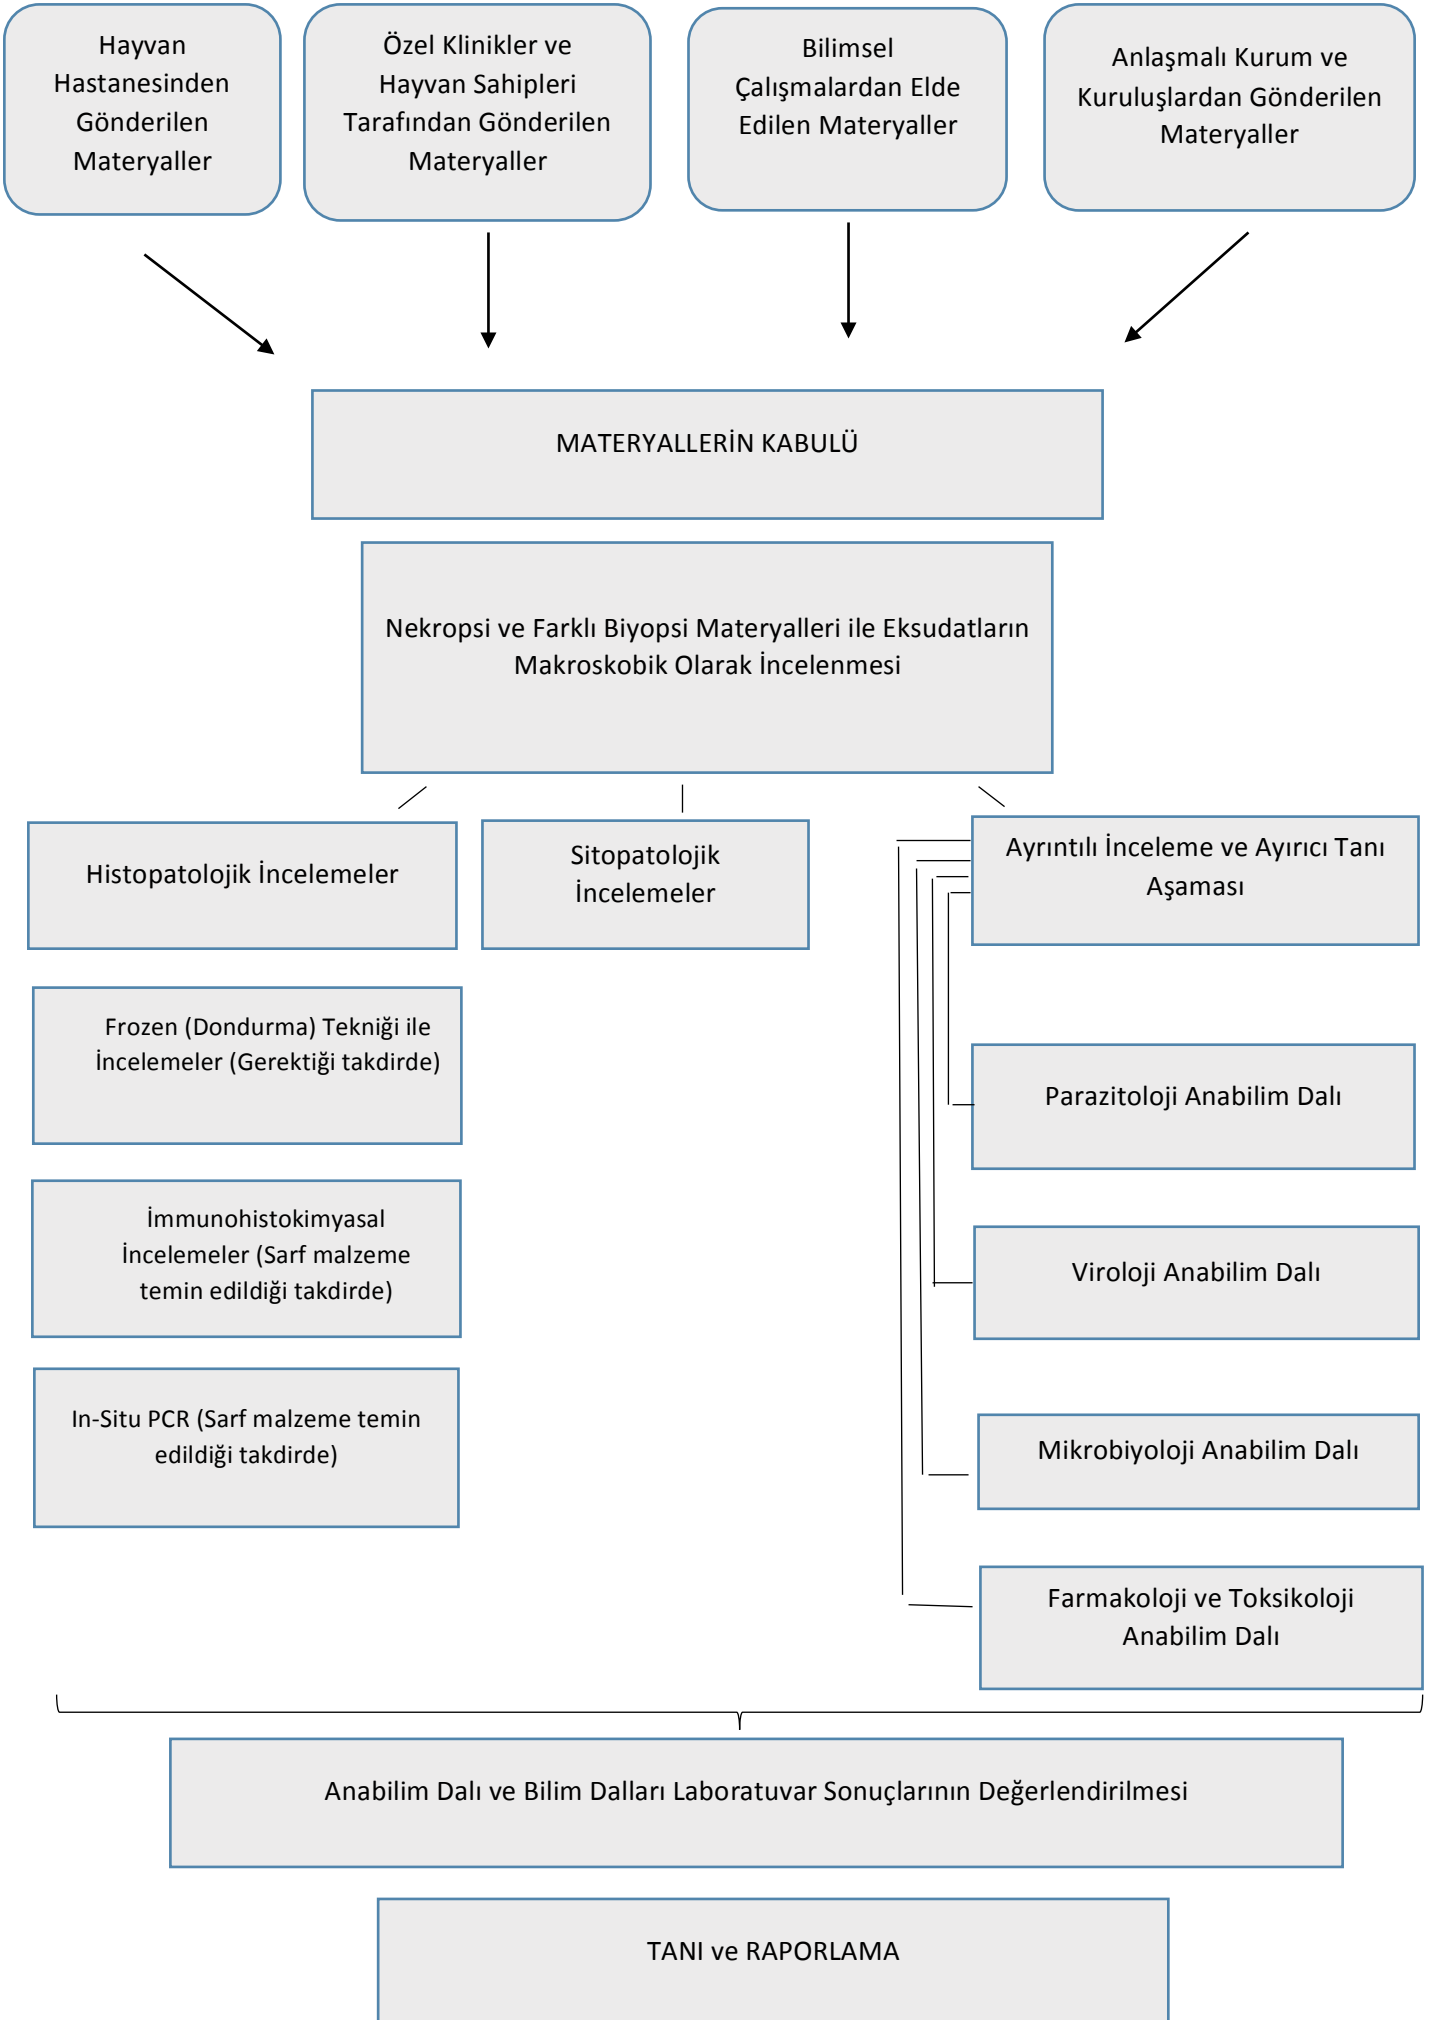 Hayvan
Hastanesinden
Gönderilen
Materyaller
Özel Klinikler ve
Hayvan Sahipleri
Tarafından Gönderilen
Materyaller
Bilimsel
Çalışmalardan Elde
Edilen Materyaller
Anlaşmalı Kurum ve
Kuruluşlardan Gönderilen
Materyaller
MATERYALLERİN KABULÜ
Nekropsi ve Farklı Biyopsi Materyalleri ile Eksudatların
Makroskobik Olarak İncelenmesi
Histopatolojik İncelemeler
Sitopatolojik
İncelemeler
Ayrıntılı İnceleme ve Ayırıcı Tanı
Aşaması
Frozen (Dondurma) Tekniği ile
İncelemeler (Gerektiği takdirde)
İmmunohistokimyasal
İncelemeler (Sarf malzeme
temin edildiği takdirde)
In-Situ PCR (Sarf malzeme temin
edildiği takdirde)
Parazitoloji Anabilim Dalı
Viroloji Anabilim Dalı
Mikrobiyoloji Anabilim Dalı
Farmakoloji ve Toksikoloji
Anabilim Dalı
Anabilim Dalı ve Bilim Dalları Laboratuvar Sonuçlarının Değerlendirilmesi
TANI ve RAPORLAMA